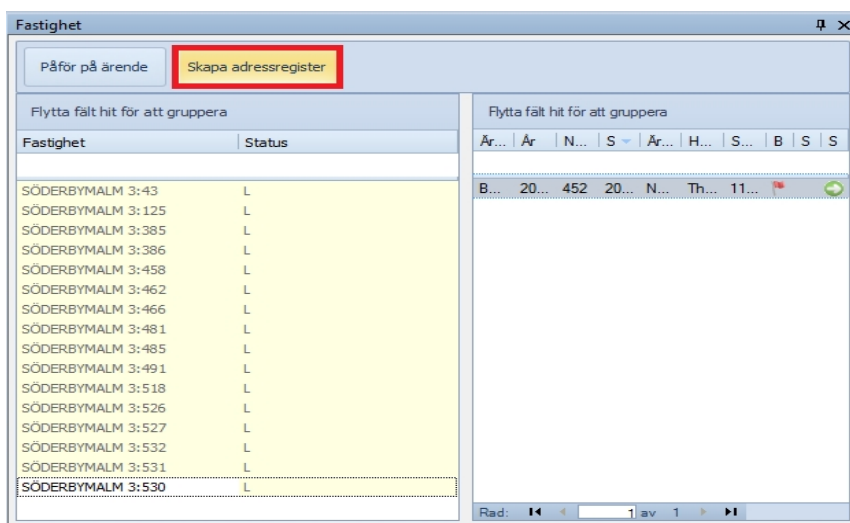 Fastighet
Påför på ärende Skapa adressregister
Flytta fält hit för att gruppera
Fastighet Status
SÖDERBYMALM 3:43 L
SÖDERBYMALM 3:125 L
SÖDERBYMALM 3:385 L
SÖDERBYMALM 3:386 L
SÖDERBYMALM 3:458 L
SÖDERBYMALM 3:462 L
SÖDERBYMALM 3:466 L
SÖDERBYMALM 3:481 L
SÖDERBYMALM 3:485 L
SÖDERBYMALM 3:491 L
SÖDERBYMALM 3:518 L
SÖDERBYMALM 3:526 L
SÖDERBYMALM 3:527 L
SÖDERBYMALM 3:532 L
SÖDERBYMALM 3:531 L
SÖDERBYMALM 3:530 L
Flytta fält hit för att gruppera
Är... År N... S Är... H... S... B S S
B... 20... 452 20... N... Th... 11...
Rad: 1 av 1